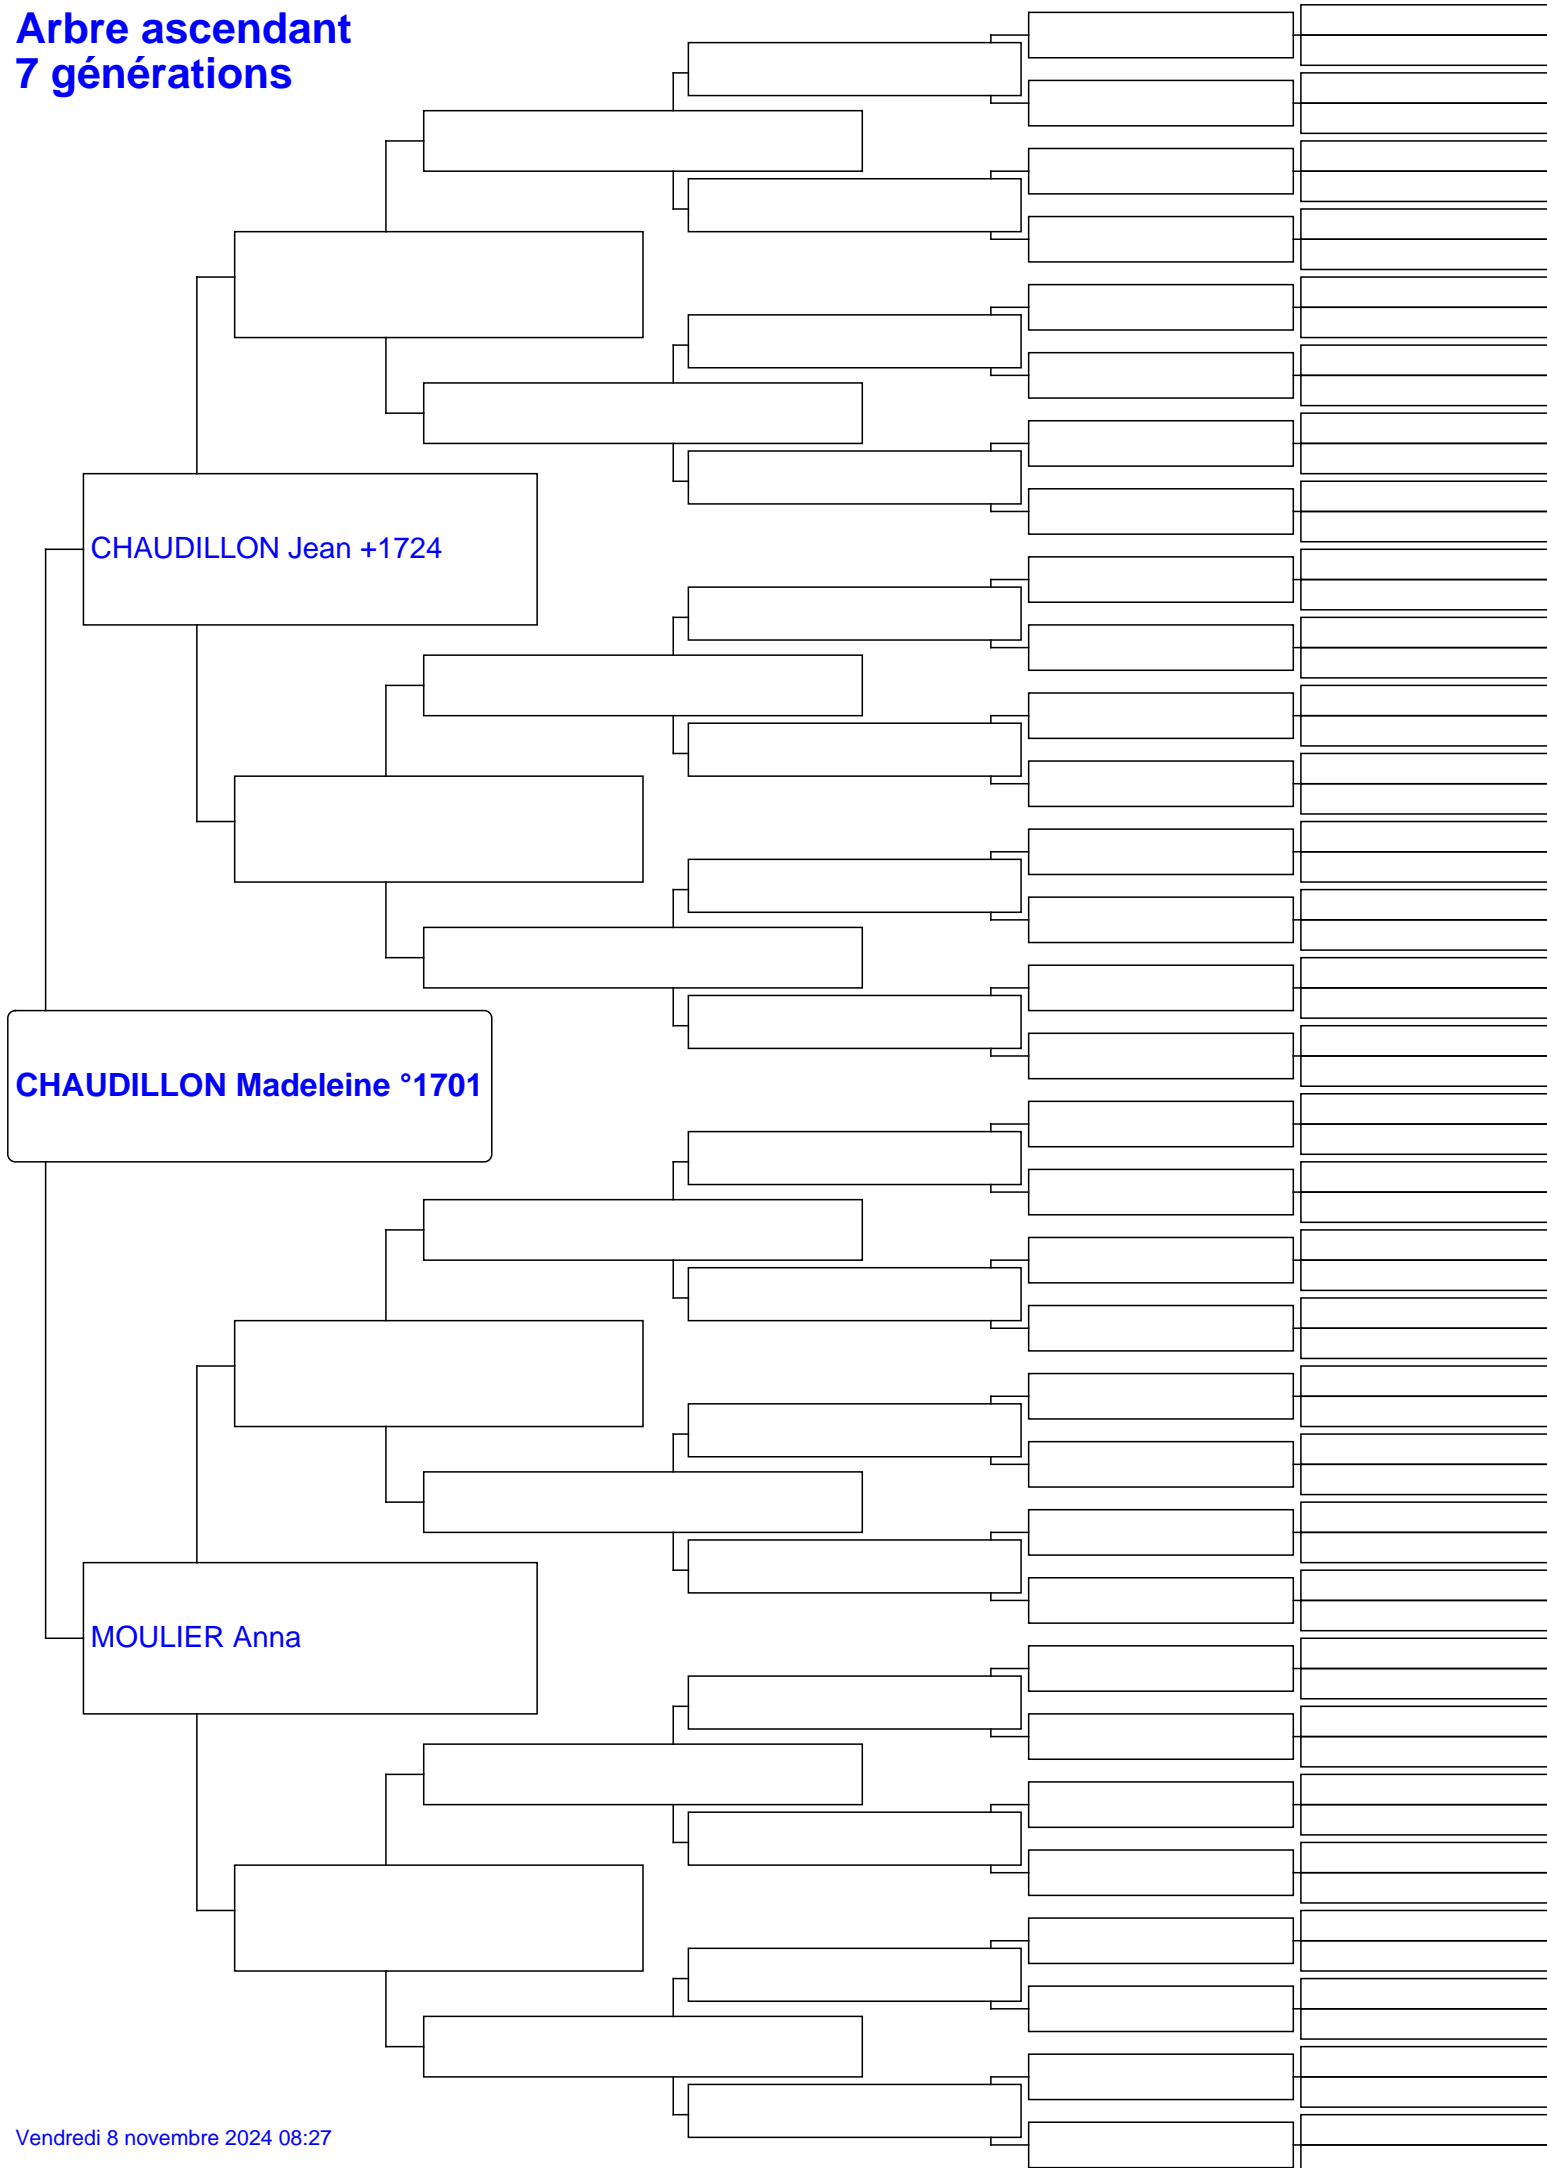 Arbre ascendant
7 générations
CHAUDILLON Jean +1724
CHAUDILLON Madeleine °1701
MOULIER Anna
Vendredi 8 novembre 2024 08:27